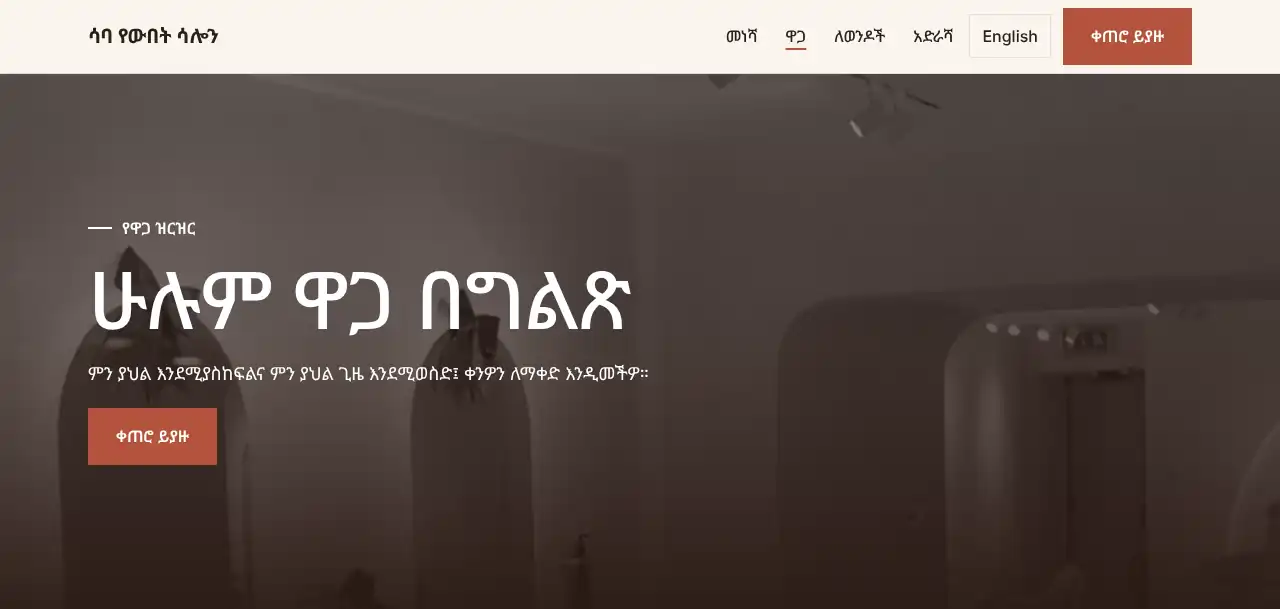 ሳባ የውበት ሳሎን
መነሻ
ዋጋ
ለወንዶች
አድራሻ
English
ቀጠሮ ይያዙ
የዋጋ ዝርዝር
ሁሉም ዋጋ በግልጽ
ምን ያህል እንደሚያስከፍልና ምን ያህል ጊዜ እንደሚወስድ፤ ቀንዎን ለማቀድ እንዲመችዎ።
ቀጠሮ ይያዙ